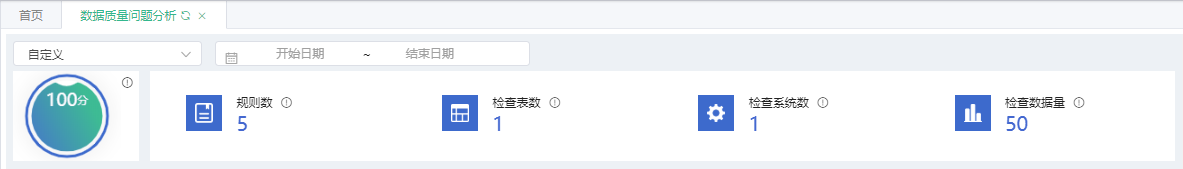 首页
数据质量问题分析
自定义
开始日期 ~ 结束日期
100分
规则数
5
检查表数
1
检查系统数
1
检查数据量
50